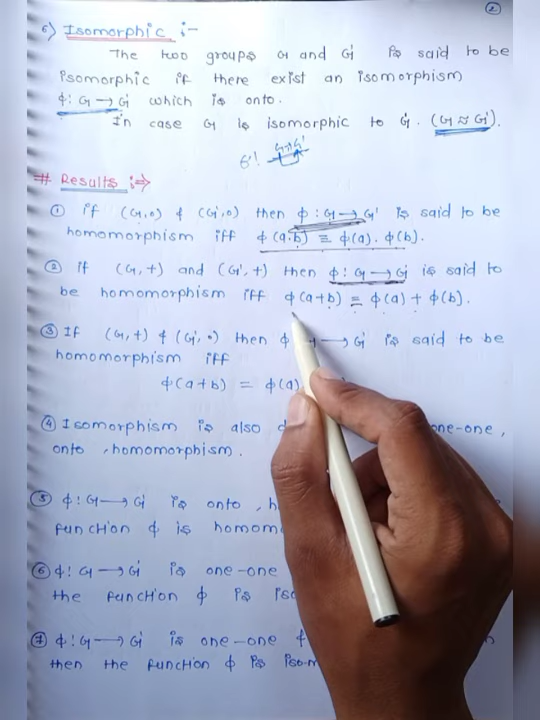 2
6) Isomorphic :-
The two groups G and G' is said to be
isomorphic if there exist an isomorphism
ϕ: G → G' which is onto.
In case G is isomorphic to G'. (G ≈ G').
G → G'
# Results :-
① if (G,∘) & (G',∘) then ϕ : G → G' is said to be
homomorphism iff ϕ(a.b) = ϕ(a). ϕ(b).
② if (G,+) and (G',+) then ϕ: G → G' is said to
be homomorphism iff ϕ(a+b) = ϕ(a) + ϕ(b).
③ If (G,+) & (G',∘) then ϕ → G' is said to be
homomorphism iff
ϕ(a+b) = ϕ(a)
④ Isomorphism is also one-one,
onto , homomorphism.
⑤ ϕ: G → G' is onto ,
function ϕ is homom
⑥ ϕ: G → G' is one-one
the function ϕ is iso
⑦ ϕ: G → G' is one-one &
then the function ϕ is iso-m